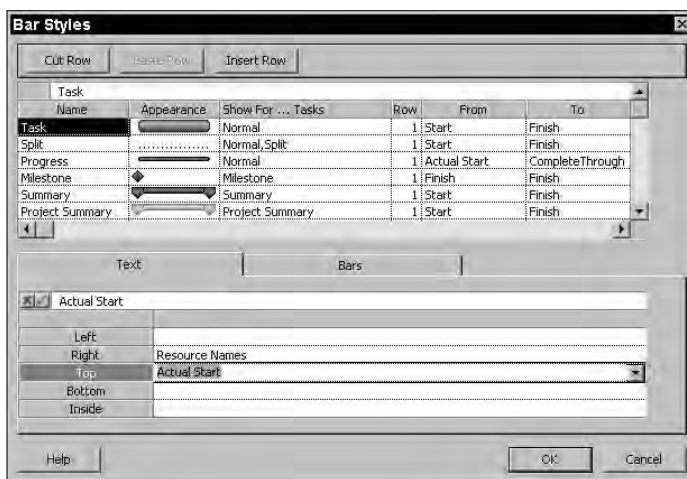 Bar Styles
Cut Row Paste Row Insert Row
Task
Name Appearance Show For ... Tasks Row From To
Task Normal 1 Start Finish
Split Normal,Split 1 Start Finish
Progress Normal 1 Actual Start CompleteThrough
Milestone Milestone 1 Finish Finish
Summary Summary 1 Start Finish
Project Summary Project Summary 1 Start Finish
Text Bars
Actual Start
Left
Right Resource Names
Top Actual Start
Bottom
Inside
Help OK Cancel